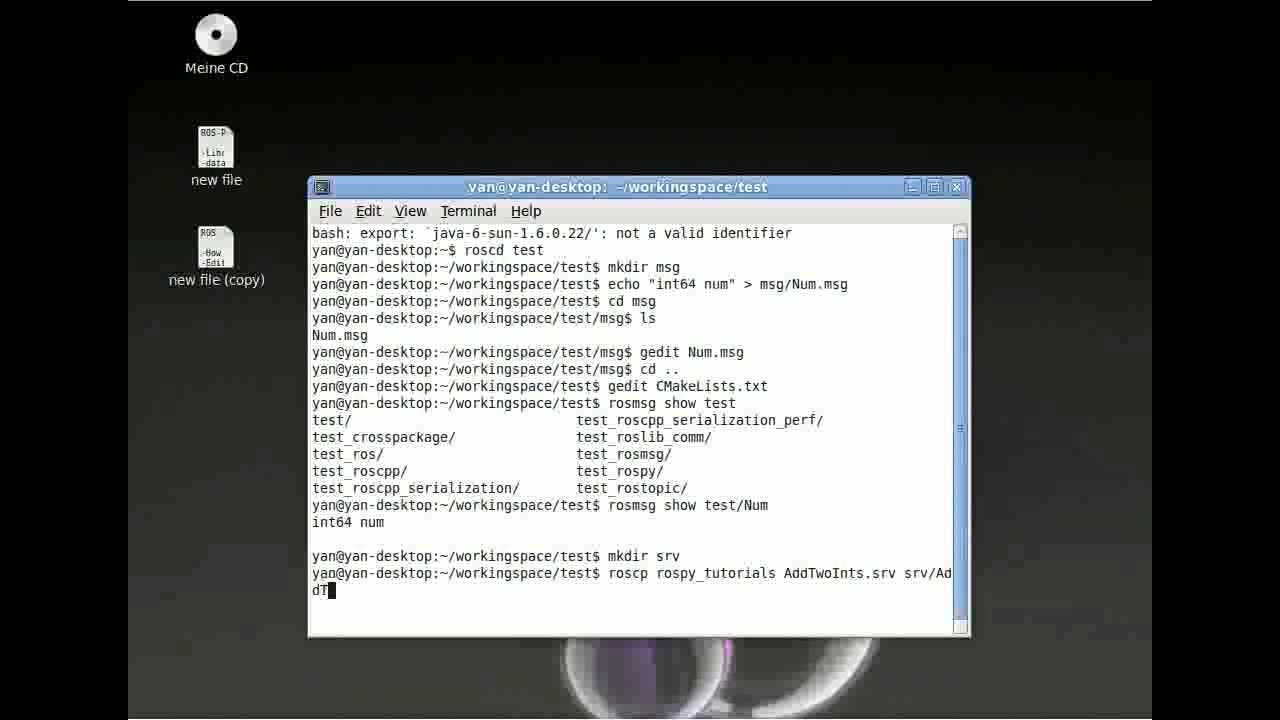 Meine CD
ROS-P
-Libr
-data
new file
ROS
-How
-Edit
new file (copy)
yan@yan-desktop: ~/workingspace/test
File Edit View Terminal Help
bash: export: `java-6-sun-1.6.0.22/': not a valid identifier
yan@yan-desktop:~$ roscd test
yan@yan-desktop:~/workingspace/test$ mkdir msg
yan@yan-desktop:~/workingspace/test$ echo "int64 num" > msg/Num.msg
yan@yan-desktop:~/workingspace/test$ cd msg
yan@yan-desktop:~/workingspace/test/msg$ ls
Num.msg
yan@yan-desktop:~/workingspace/test/msg$ gedit Num.msg
yan@yan-desktop:~/workingspace/test/msg$ cd ..
yan@yan-desktop:~/workingspace/test$ gedit CMakeLists.txt
yan@yan-desktop:~/workingspace/test$ rosmsg show test
test/ test_roscpp_serialization_perf/
test_crosspackage/ test_roslib_comm/
test_ros/ test_rosmsg/
test_roscpp/ test_rospy/
test_roscpp_serialization/ test_rostopic/
yan@yan-desktop:~/workingspace/test$ rosmsg show test/Num
int64 num
yan@yan-desktop:~/workingspace/test$ mkdir srv
yan@yan-desktop:~/workingspace/test$ roscp rospy_tutorials AddTwoInts.srv srv/Ad
dT